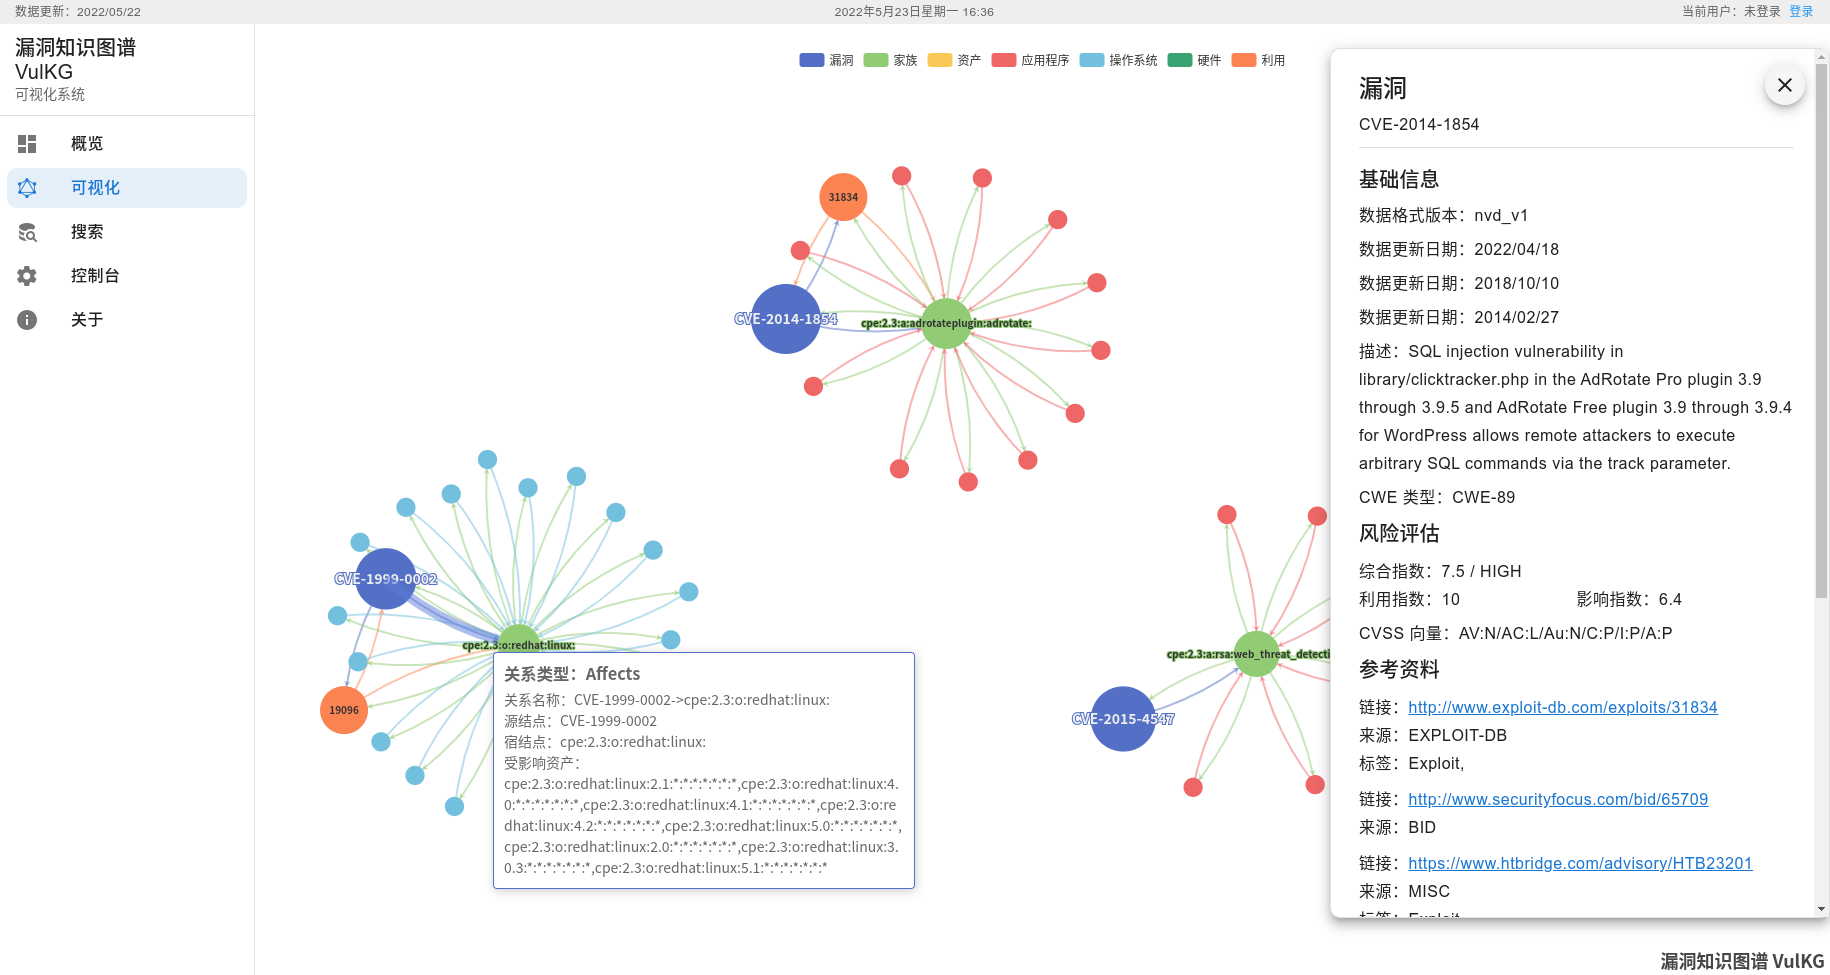 数据更新：2022/05/22
2022年5月23日星期一 16:36
当前用户：未登录 登录
漏洞知识图谱
VulKG
可视化系统
概览
可视化
搜索
控制台
关于
漏洞 家族 资产 应用程序 操作系统 硬件 利用
31834
CVE-2014-1854
cpe:2.3:a:adrotateplugin:adrotate:
CVE-1999-0002
cpe:2.3:o:redhat:linux:
19096
cpe:2.3:a:rsa:web_threat_detecti
CVE-2015-4547
关系类型：Affects
关系名称：CVE-1999-0002->cpe:2.3:o:redhat:linux:
源结点：CVE-1999-0002
宿结点：cpe:2.3:o:redhat:linux:
受影响资产：
cpe:2.3:o:redhat:linux:2.1:*:*:*:*:*:*:*,cpe:2.3:o:redhat:linux:4.
0:*:*:*:*:*:*:*,cpe:2.3:o:redhat:linux:4.1:*:*:*:*:*:*:*,cpe:2.3:o:re
dhat:linux:4.2:*:*:*:*:*:*:*,cpe:2.3:o:redhat:linux:5.0:*:*:*:*:*:*:*,
cpe:2.3:o:redhat:linux:2.0:*:*:*:*:*:*:*,cpe:2.3:o:redhat:linux:3.
0.3:*:*:*:*:*:*:*,cpe:2.3:o:redhat:linux:5.1:*:*:*:*:*:*:*
漏洞
CVE-2014-1854
基础信息
数据格式版本：nvd_v1
数据更新日期：2022/04/18
数据更新日期：2018/10/10
数据更新日期：2014/02/27
描述：SQL injection vulnerability in
library/clicktracker.php in the AdRotate Pro plugin 3.9
through 3.9.5 and AdRotate Free plugin 3.9 through 3.9.4
for WordPress allows remote attackers to execute
arbitrary SQL commands via the track parameter.
CWE 类型：CWE-89
风险评估
综合指数：7.5 / HIGH
利用指数：10 影响指数：6.4
CVSS 向量：AV:N/AC:L/Au:N/C:P/I:P/A:P
参考资料
链接：http://www.exploit-db.com/exploits/31834
来源：EXPLOIT-DB
标签：Exploit,
链接：http://www.securityfocus.com/bid/65709
来源：BID
链接：https://www.htbridge.com/advisory/HTB23201
来源：MISC
标签：Exploit
漏洞知识图谱 VulKG